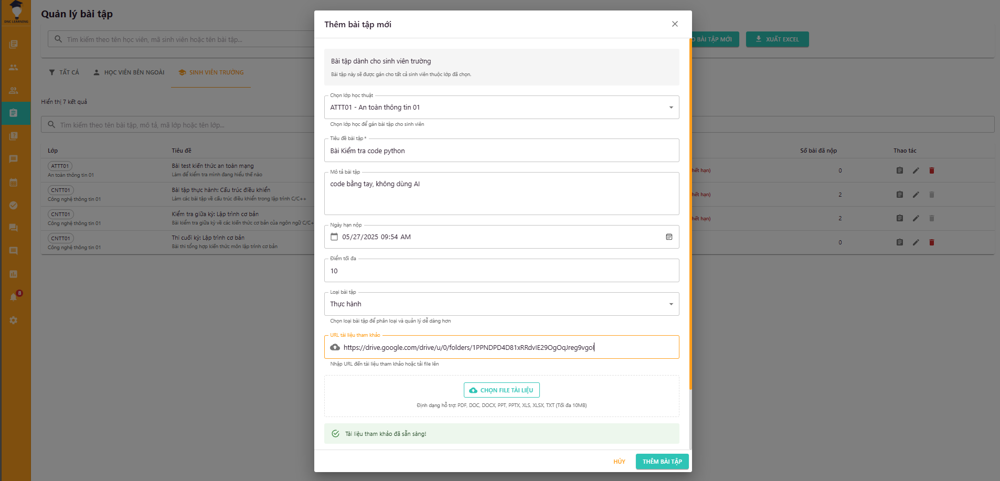 DNC LEARNING
Quản lý bài tập
Tìm kiếm theo tên học viên, mã sinh viên hoặc tên bài tập...
BÀI TẬP MỚI
XUẤT EXCEL
TẤT CẢ
HỌC VIÊN BÊN NGOÀI
SINH VIÊN TRƯỜNG
Hiển thị 7 kết quả
Tìm kiếm theo tên bài tập, mô tả, mã lớp hoặc tên lớp...
Lớp Tiêu đề Số bài đã nộp Thao tác
ATTT01 Bài test kiến thức an toàn mạng
An toàn thông tin 01 Làm để kiểm tra mình đang hiểu thế nào
hết hạn) 0
CNTT01 Bài tập thực hành: Cấu trúc điều khiển
Công nghệ thông tin 01 Làm các bài tập về cấu trúc điều khiển trong lập trình C/C++
hết hạn) 2
CNTT01 Kiểm tra giữa kỳ: Lập trình cơ bản
Công nghệ thông tin 01 Bài kiểm tra giữa kỳ về các kiến thức cơ bản của ngôn ngữ C/C+
hết hạn) 2
CNTT01 Thi cuối kỳ: Lập trình cơ bản
Công nghệ thông tin 01 Bài thi tổng hợp kiến thức môn lập trình cơ bản
0
8
Thêm bài tập mới
Bài tập dành cho sinh viên trường
Bài tập này sẽ được gán cho tất cả sinh viên thuộc lớp đã chọn.
Chọn lớp học thuật
ATTT01 - An toàn thông tin 01
Chọn lớp học để gán bài tập cho sinh viên
Tiêu đề bài tập *
Bài Kiểm tra code python
Mô tả bài tập
code bằng tay, không dùng AI
Ngày hạn nộp
05/27/2025 09:54 AM
Điểm tối đa
10
Loại bài tập
Thực hành
Chọn loại bài tập để phân loại và quản lý dễ dàng hơn
URL tài liệu tham khảo
https://drive.google.com/drive/u/0/folders/1PPNDPD4D81xRRdvIE29OgOqJreg9vgol
Nhập URL đến tài liệu tham khảo hoặc tải file lên
CHỌN FILE TÀI LIỆU
Định dạng hỗ trợ: PDF, DOC, DOCX, PPT, PPTX, XLS, XLSX, TXT (Tối đa 10MB)
Tài liệu tham khảo đã sẵn sàng!
HỦY
THÊM BÀI TẬP